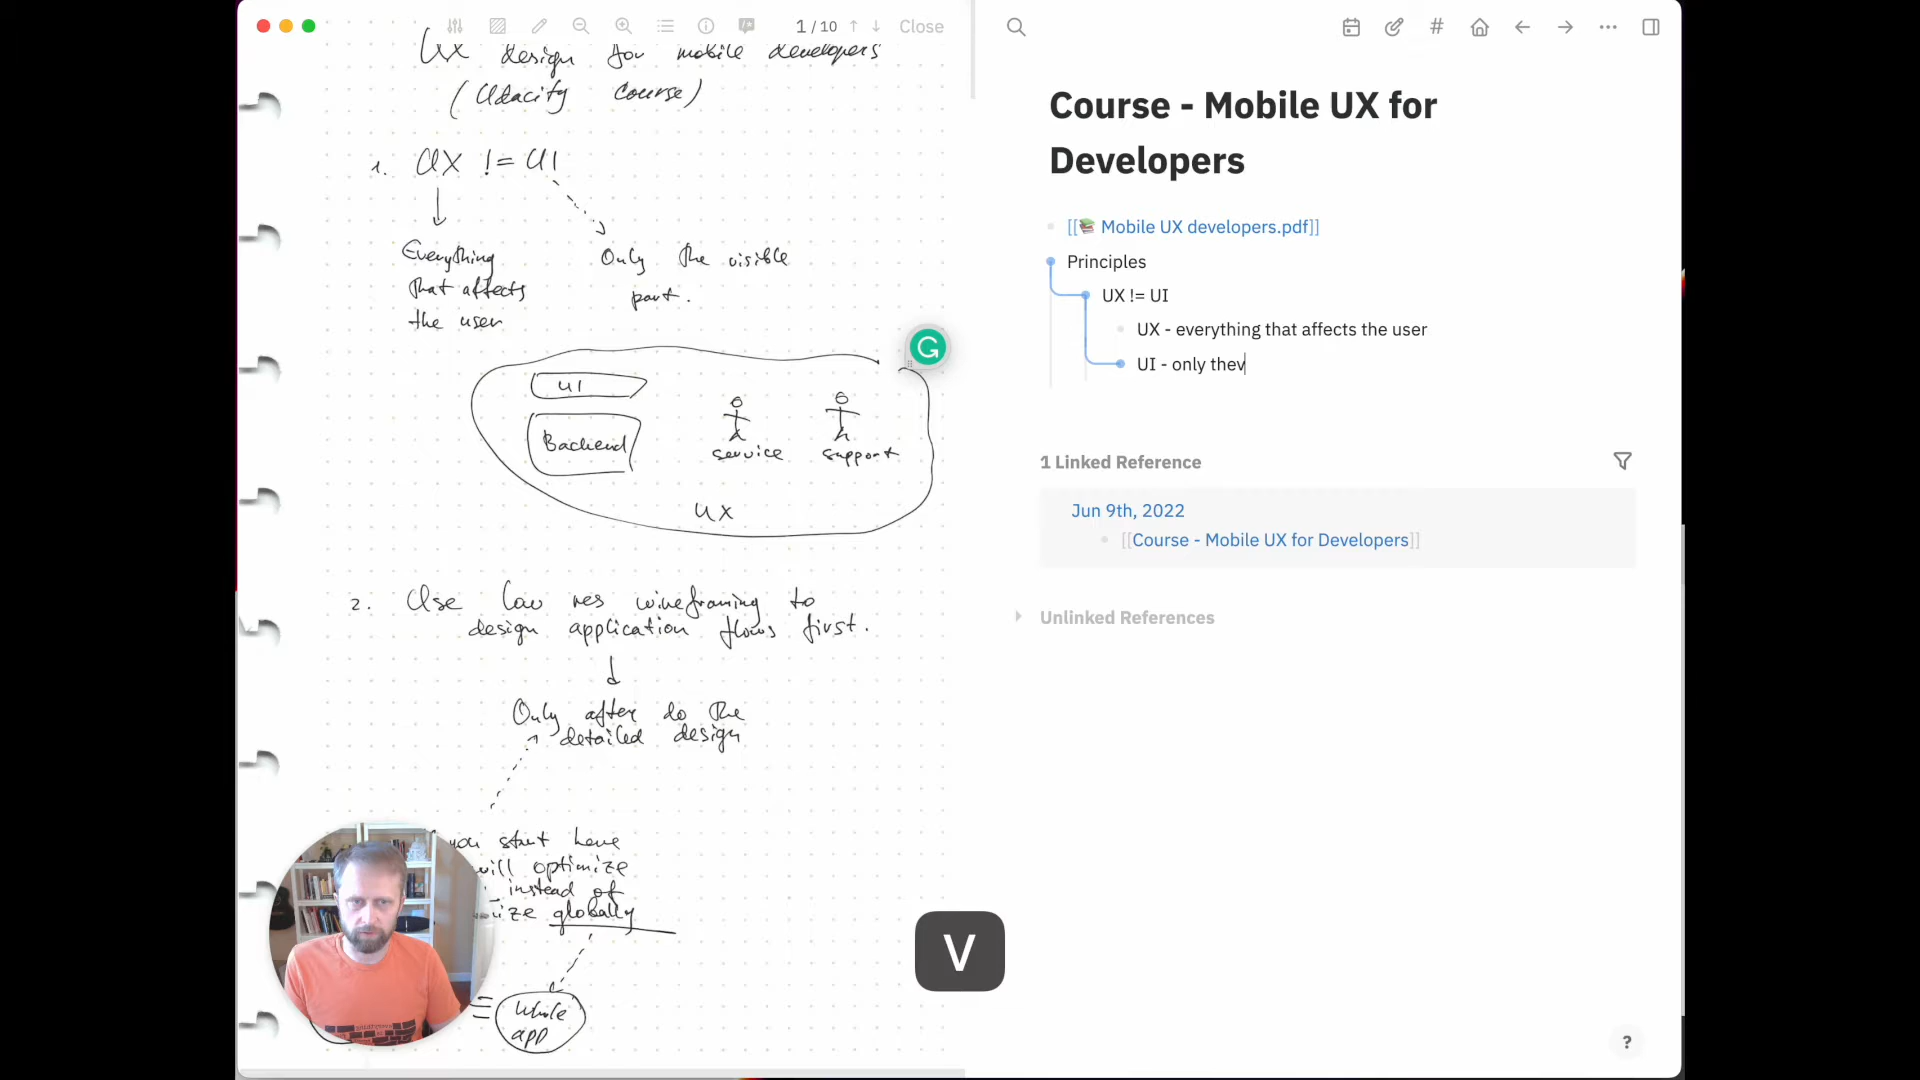 1 / 10 ↑ ↓ Close
UX design for mobile developers
(Udacity course)
1. UX != UI
Everything
that affects
the user
Only the visible
part.
UI
Backend
service
support
UX
2. Use low res wireframing to
design application flows first.
Only after do the
detailed design
you start here
will optimize
instead of
globally
Whole
app
Course - Mobile UX for
Developers
[[📚 Mobile UX developers.pdf]]
Principles
UX != UI
UX - everything that affects the user
UI - only thev
1 Linked Reference
Jun 9th, 2022
[[Course - Mobile UX for Developers]]
Unlinked References
V
?